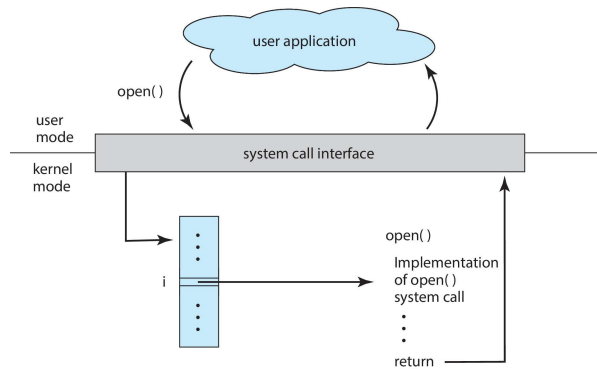 user application
open( )
user
mode
system call interface
kernel
mode
i
open( )
Implementation
of open( )
system call
return